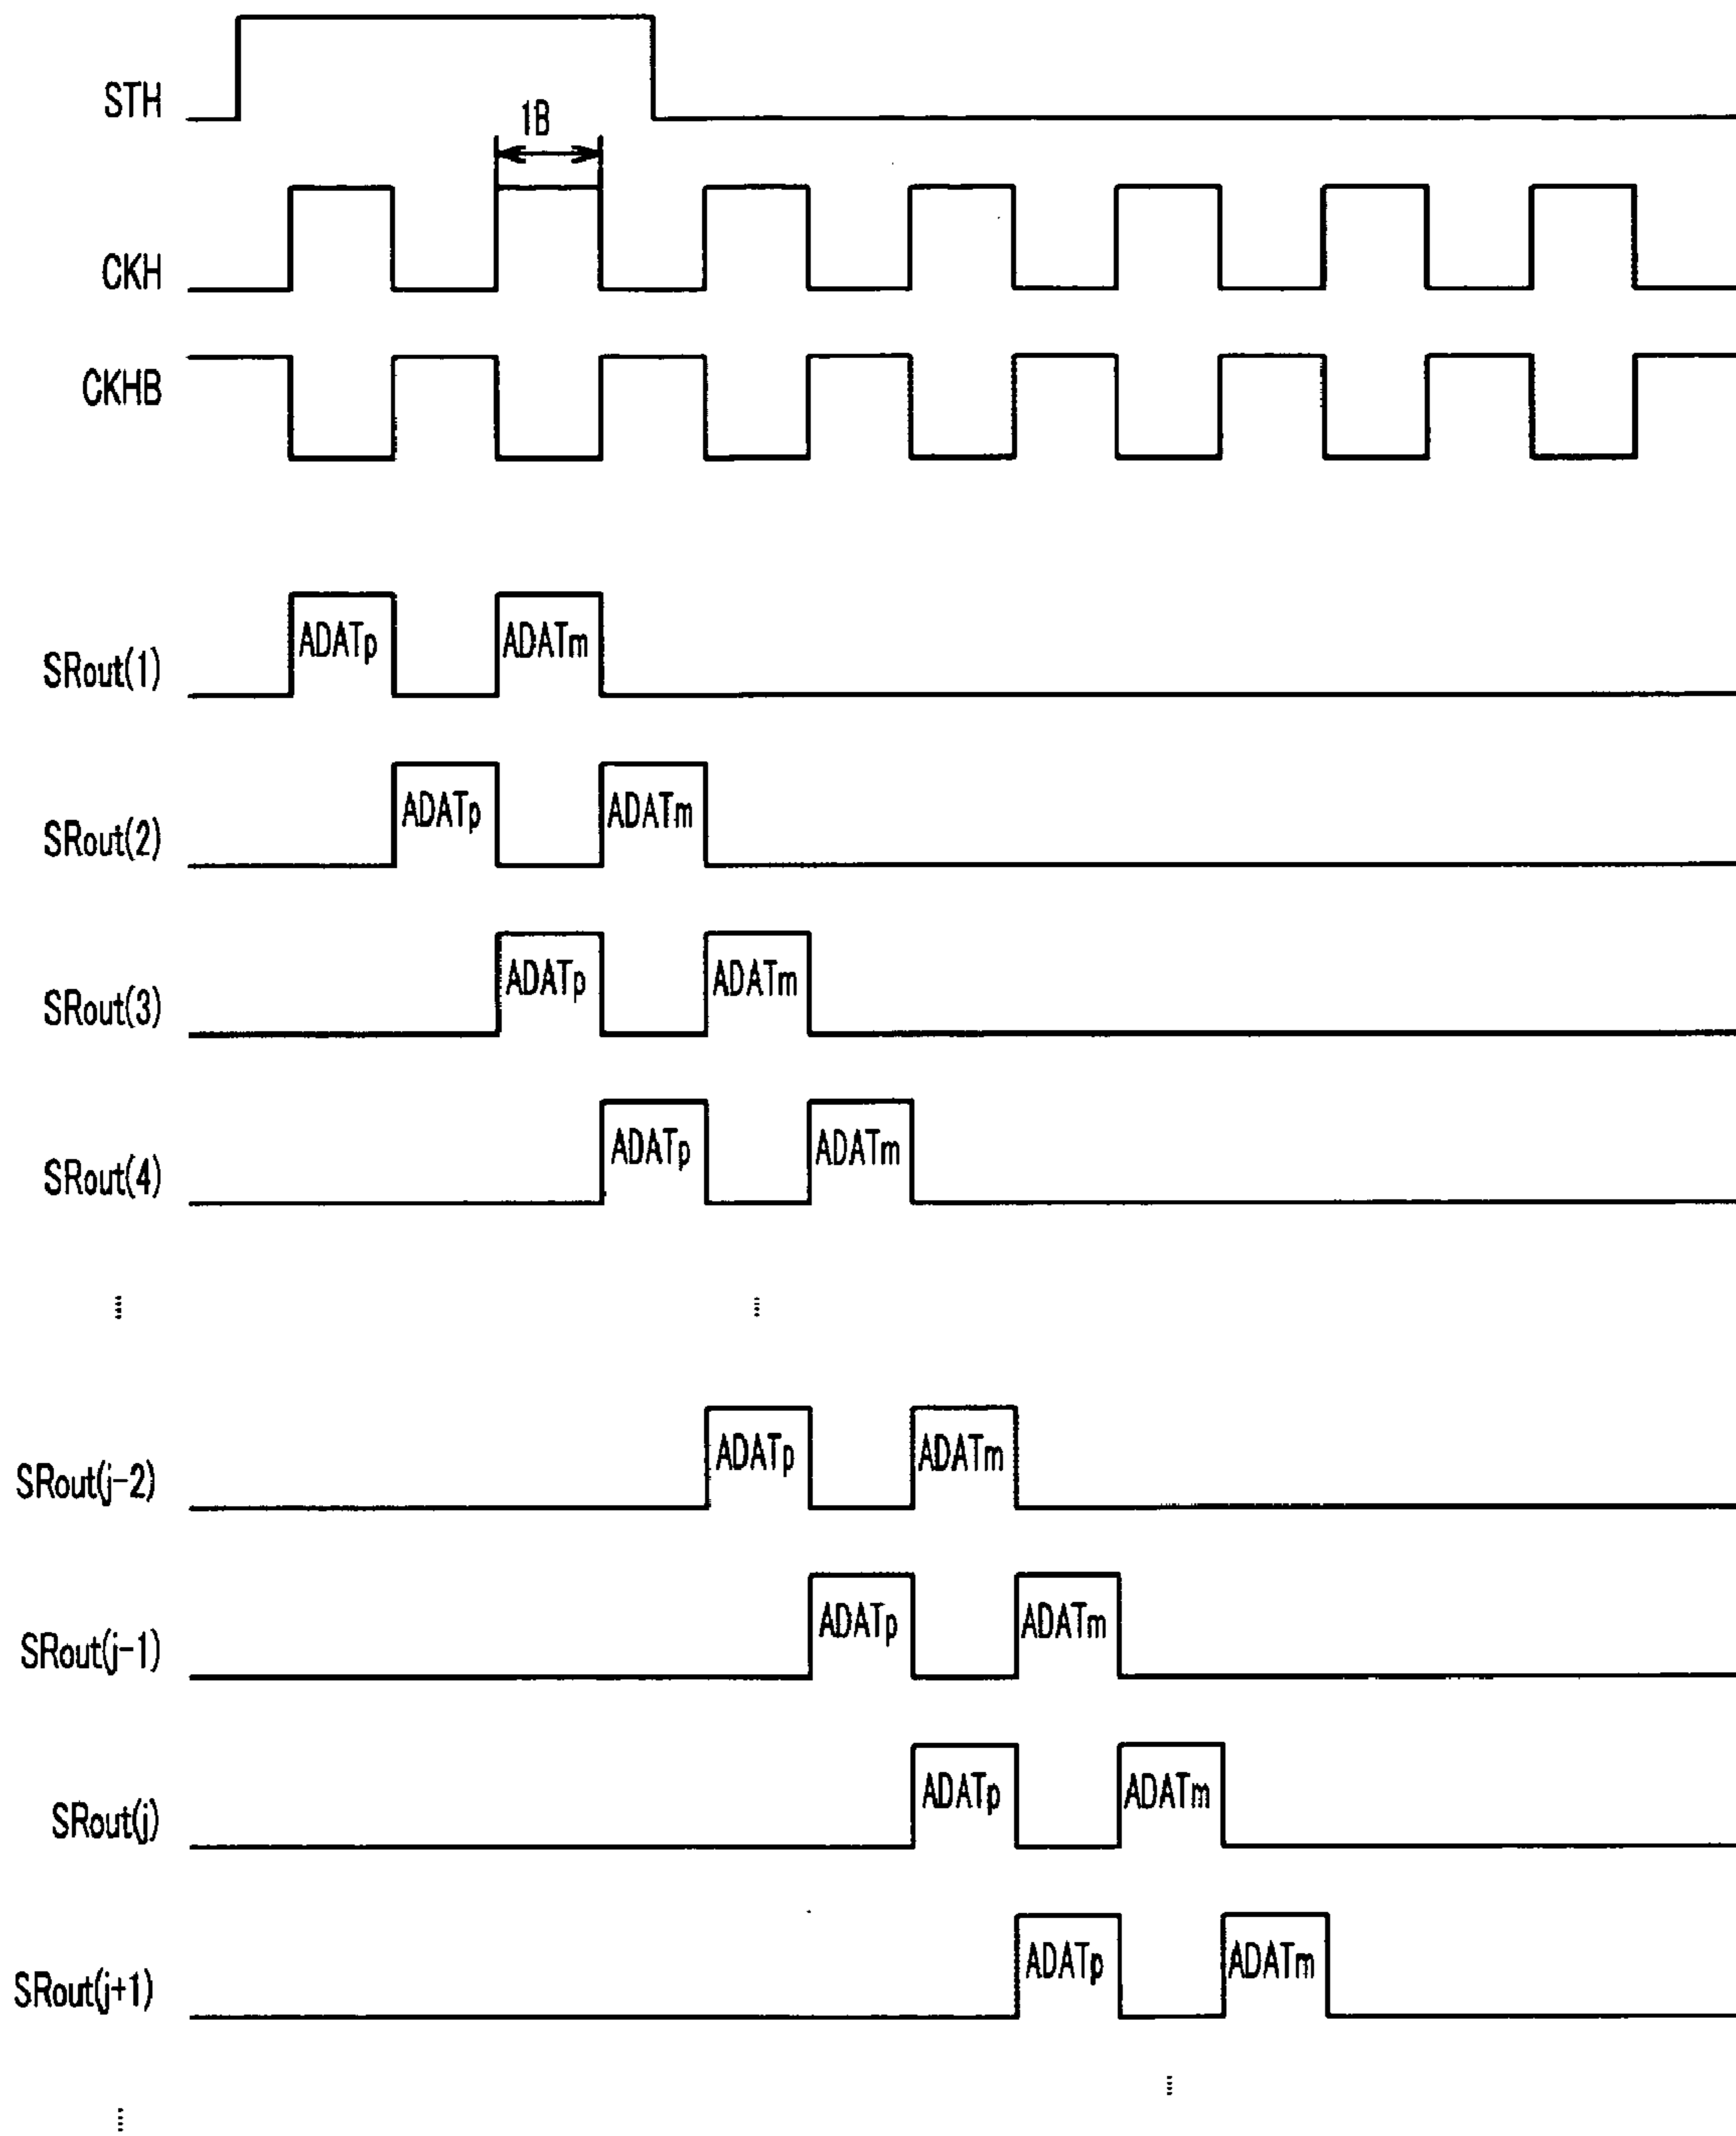 STH
1B
CKH
CKHB
SRout(1) ADATp ADATm
SRout(2) ADATp ADATm
SRout(3) ADATp ADATm
SRout(4) ADATp ADATm
SRout(j-2) ADATp ADATm
SRout(j-1) ADATp ADATm
SRout(j) ADATp ADATm
SRout(j+1) ADATp ADATm